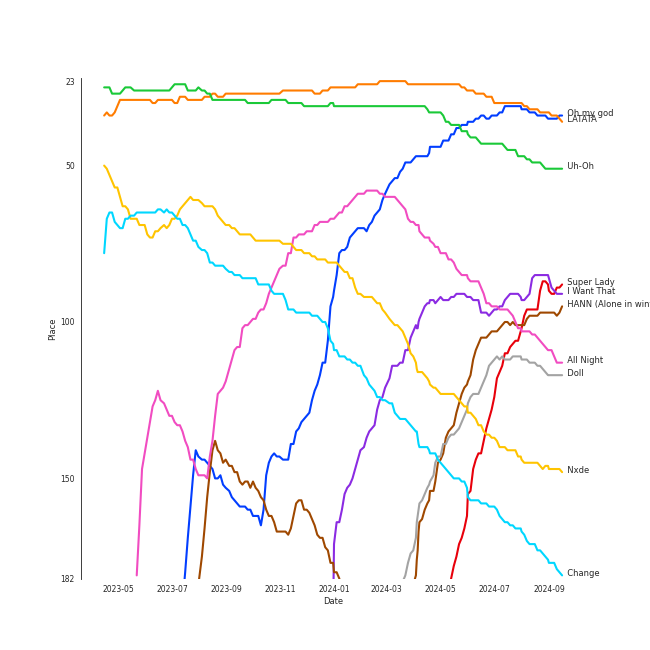 23
50
100
150
182
Place
2023-05
2023-07
2023-09
2023-11
2024-01
2024-03
2024-05
2024-07
2024-09
Date
Oh my god
LATATA
Uh-Oh
Super Lady
I Want That
HANN (Alone in win
All Night
Doll
Nxde
Change